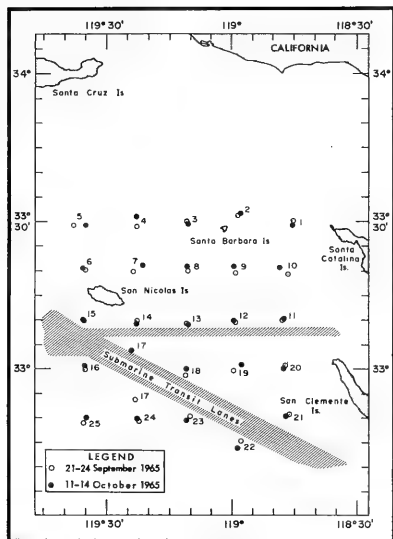 119° 30' 119° 118° 30'
CALIFORNIA
34° 34°
Santa Cruz Is
5 4 3 2 1
33° 30' 33° 30'
Santa Barbara Is
Santa Catalina Is.
6 7 8 9 10
San Nicolas Is
15 14 13 12 11
17
33° 33°
16 18 19 20
Submarine Transit Lanes
17
San Clemente Is.
25 24 23 22 21
LEGEND
21-24 September 1965
11-14 October 1965
119° 30' 119° 118° 30'